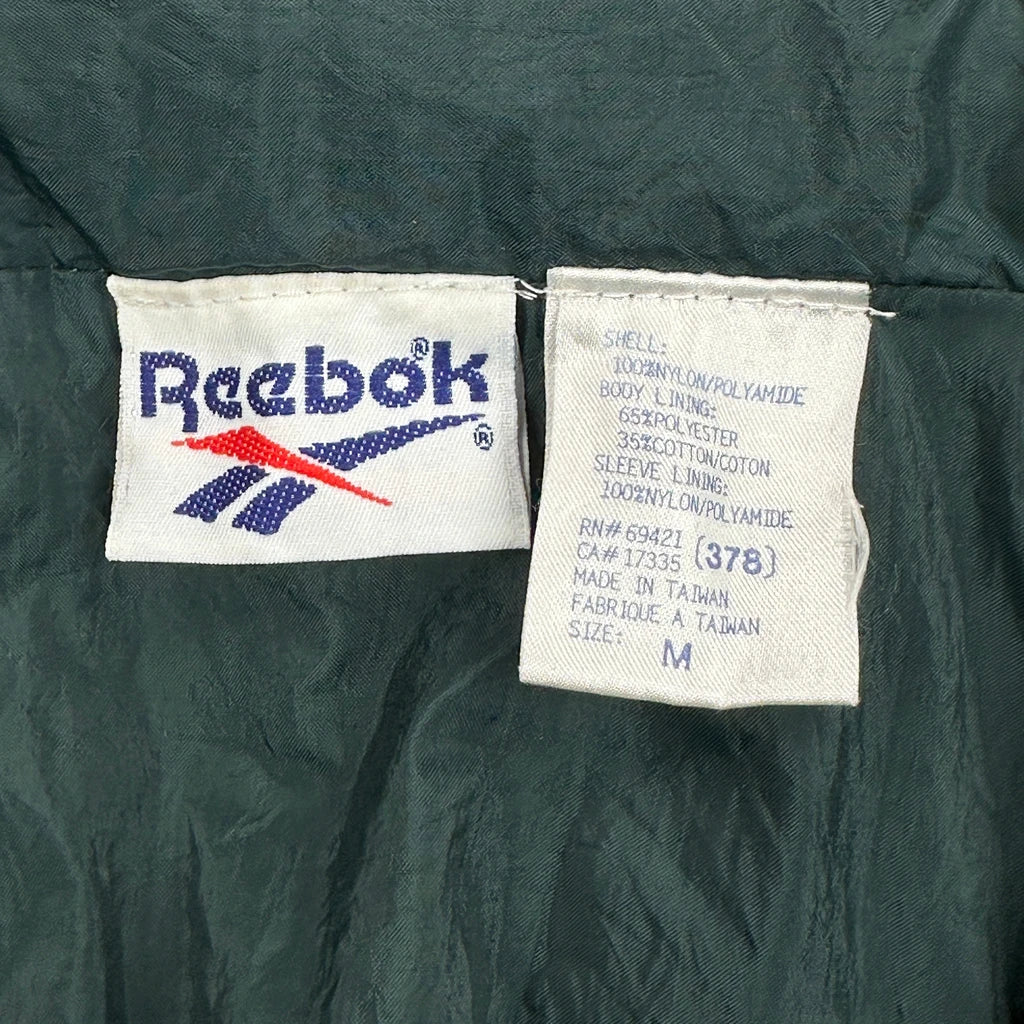 Reebok®
®
SHELL:
100%NYLON/POLYAMIDE
BODY LINING:
65%POLYESTER
35%COTTON/COTON
SLEEVE LINING:
100%NYLON/POLYAMIDE
RN# 69421
CA# 17335 (378)
MADE IN TAIWAN
FABRIQUE A TAIWAN
SIZE: M